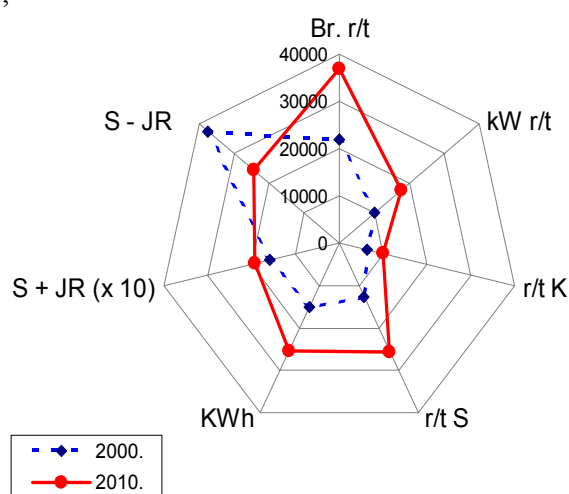 ;
Br. r/t
40000
S - JR
kW r/t
30000
20000
10000
0
S + JR (x 10)
r/t K
KWh
r/t S
2000.
2010.